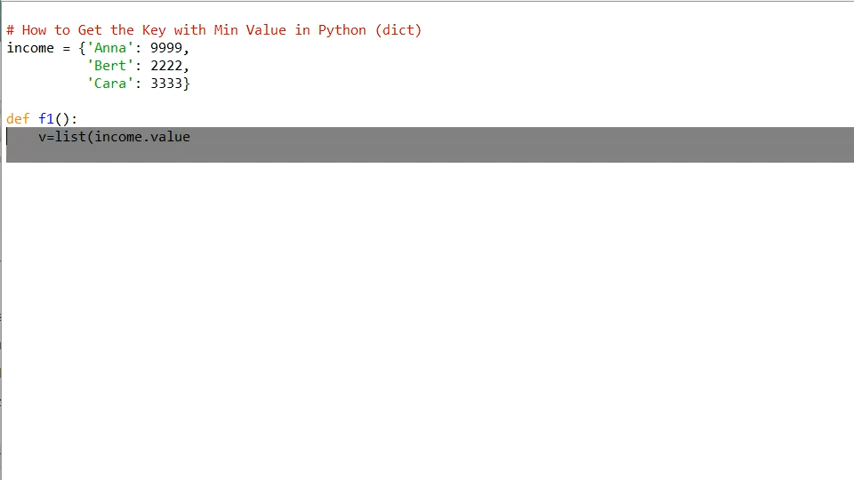 # How to Get the Key with Min Value in Python (dict)
income = {'Anna': 9999,
          'Bert': 2222,
          'Cara': 3333}
def f1():
    v=list(income.value